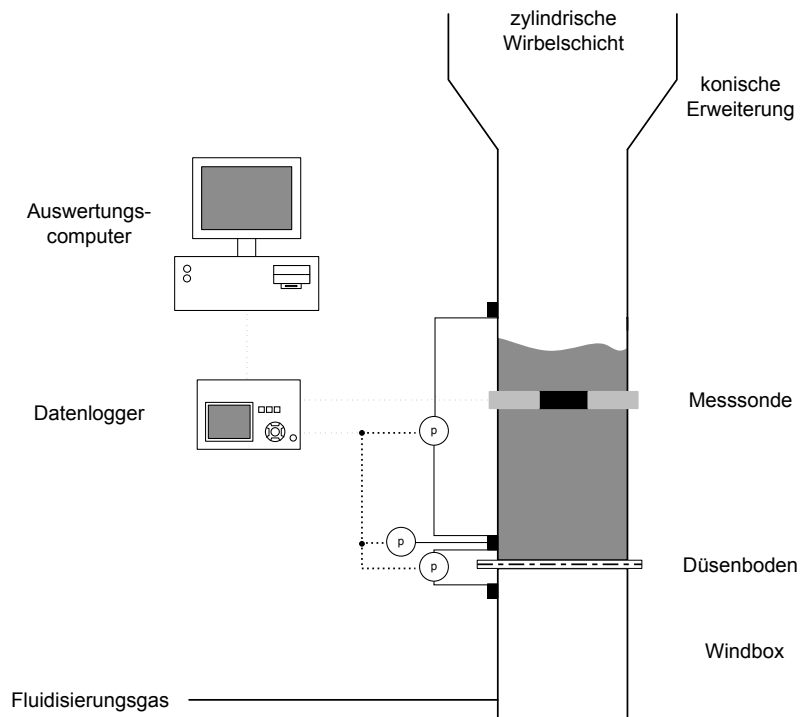 zylindrische
Wirbelschicht
konische
Erweiterung
Auswertungs-
computer
Datenlogger
Messsonde
p
p
p
Düsenboden
Windbox
Fluidisierungsgas